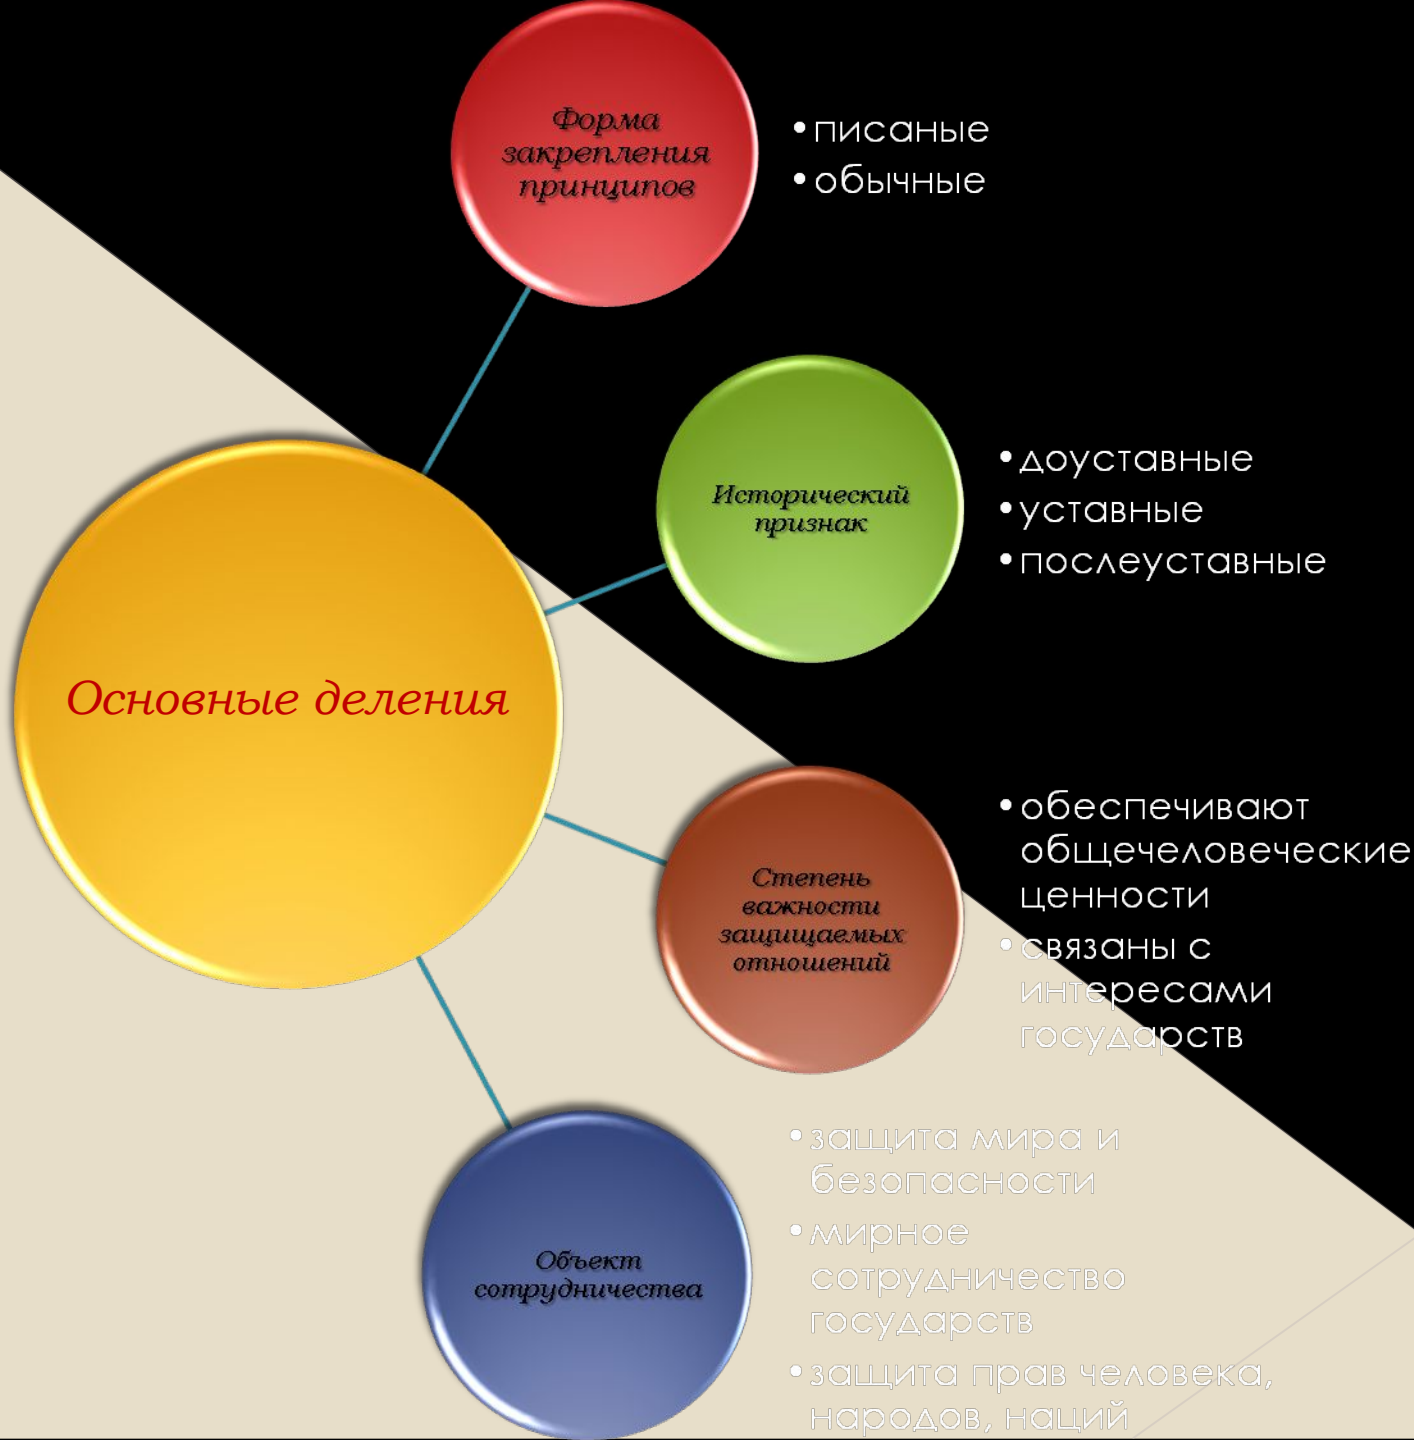 Форма
закрепления
принципов
• писаные
• обычные
Исторический
признак
• доуставные
• уставные
• послеуставные
Основные деления
Степень
важности
защищаемых
отношений
• обеспечивают
общечеловеческие
ценности
• связаны с
интересами
государств
Объект
сотрудничества
• защита мира и
безопасности
• мирное
сотрудничество
государств
• защита прав человека,
народов, наций